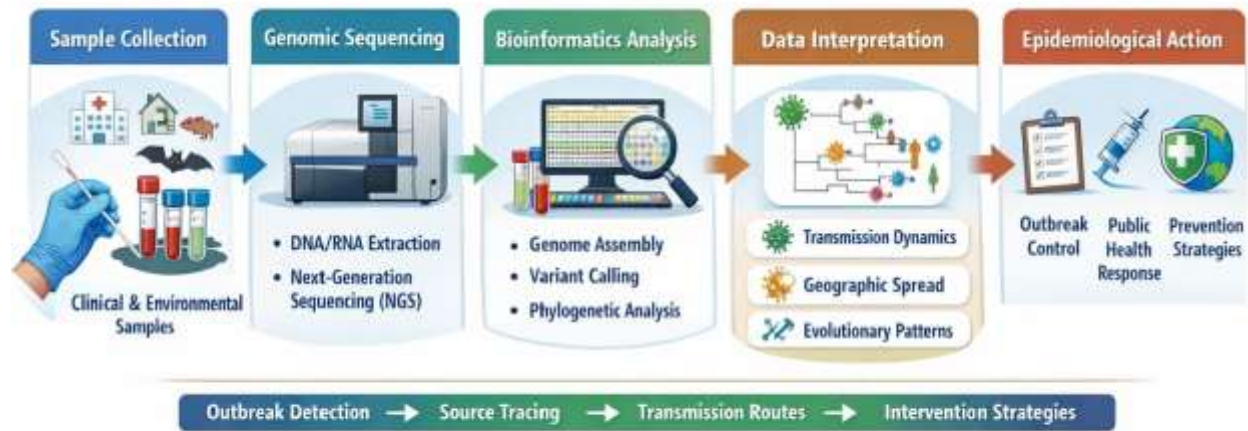 Sample Collection
Genomic Sequencing
Bioinformatics Analysis
Data Interpretation
Epidemiological Action
Clinical & Environmental
Samples
• DNA/RNA Extraction
• Next-Generation
Sequencing (NGS)
• Genome Assembly
• Variant Calling
• Phylogenetic Analysis
Transmission Dynamics
Geographic Spread
Evolutionary Patterns
Outbreak
Control
Public
Health
Response
Prevention
Strategies
Outbreak Detection → Source Tracing → Transmission Routes → Intervention Strategies